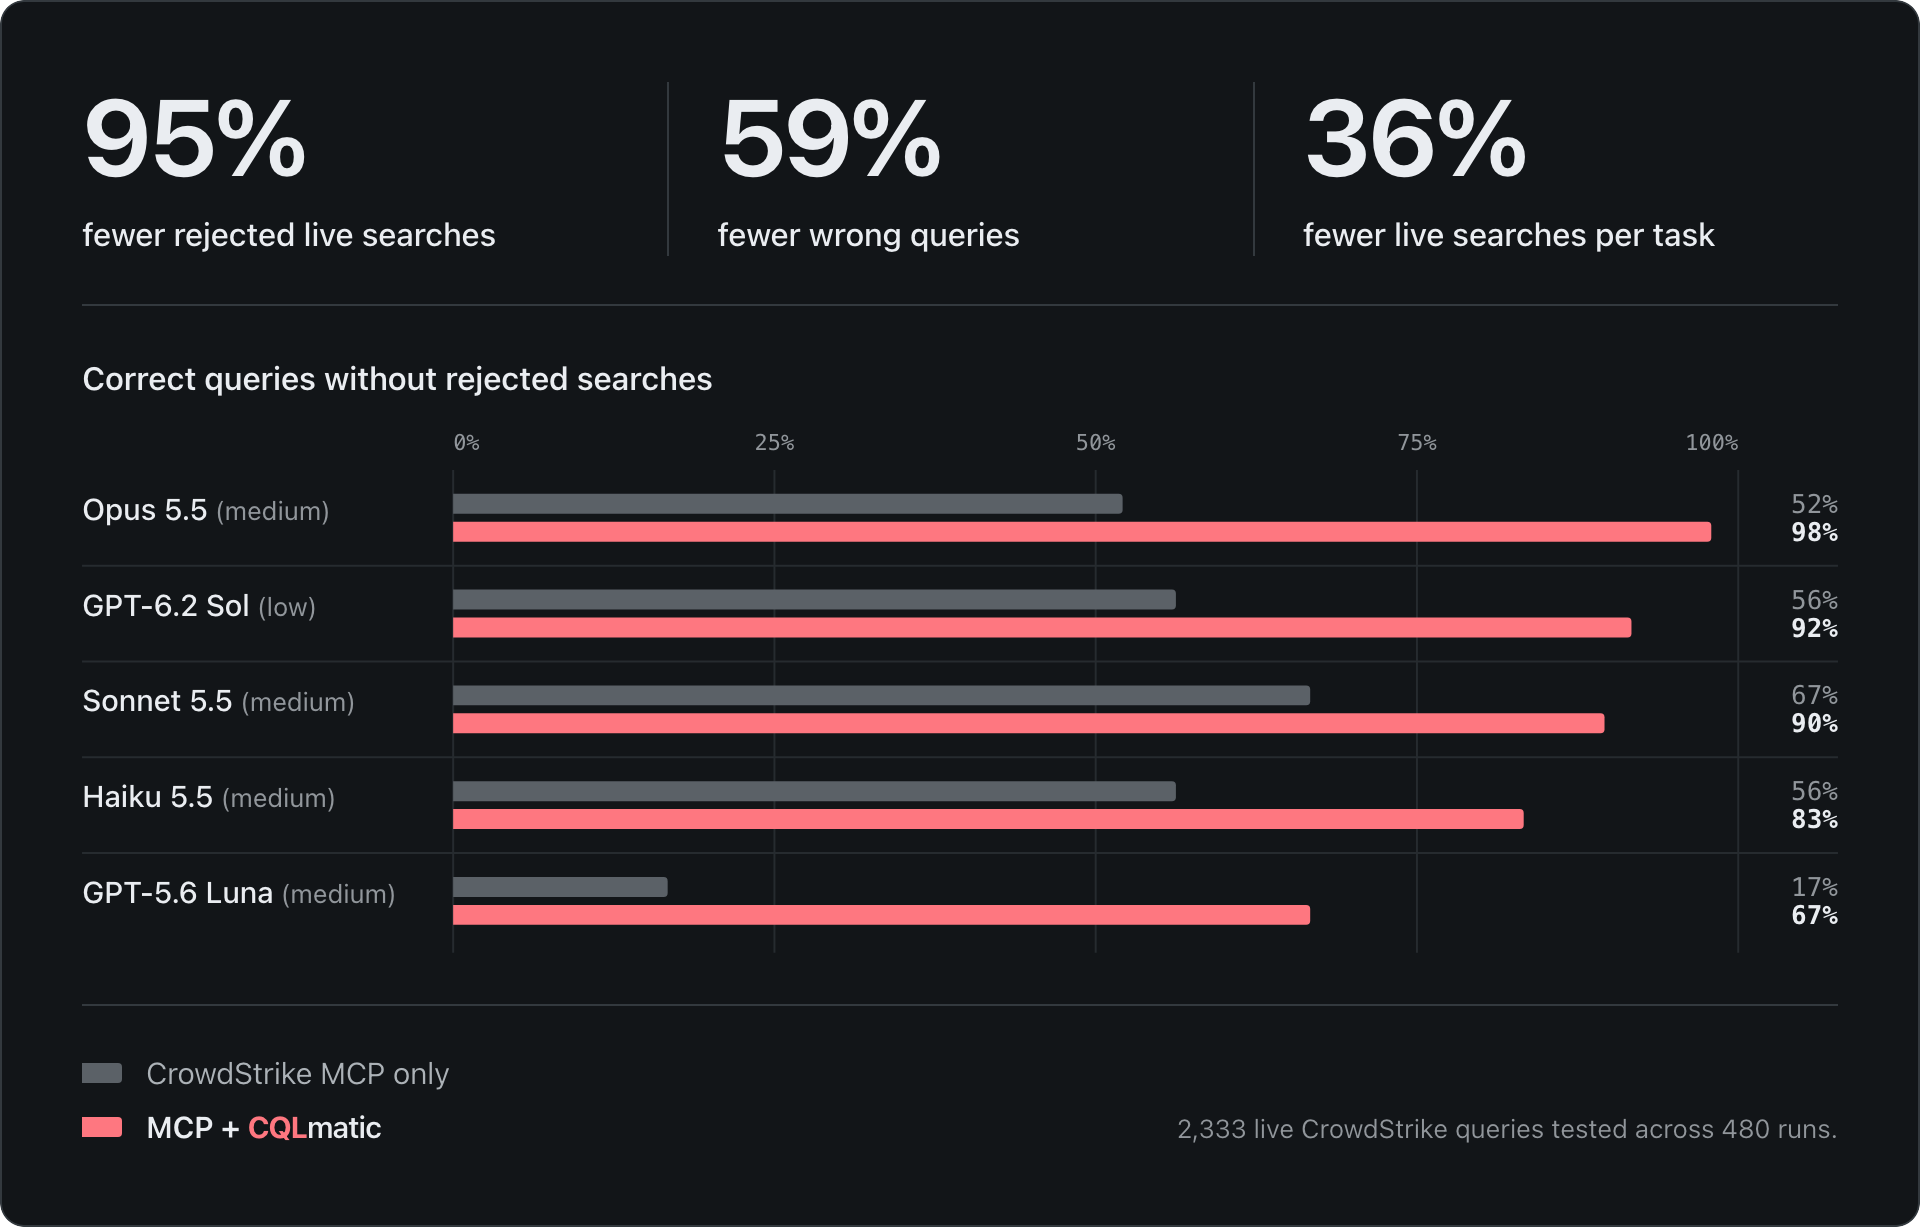 95%
fewer rejected live searches
59%
fewer wrong queries
36%
fewer live searches per task
Correct queries without rejected searches
0% 25% 50% 75% 100%
Opus 5.5 (medium)
52%
98%
GPT-6.2 Sol (low)
56%
92%
Sonnet 5.5 (medium)
67%
90%
Haiku 5.5 (medium)
56%
83%
GPT-5.6 Luna (medium)
17%
67%
CrowdStrike MCP only
MCP + CQLmatic
2,333 live CrowdStrike queries tested across 480 runs.